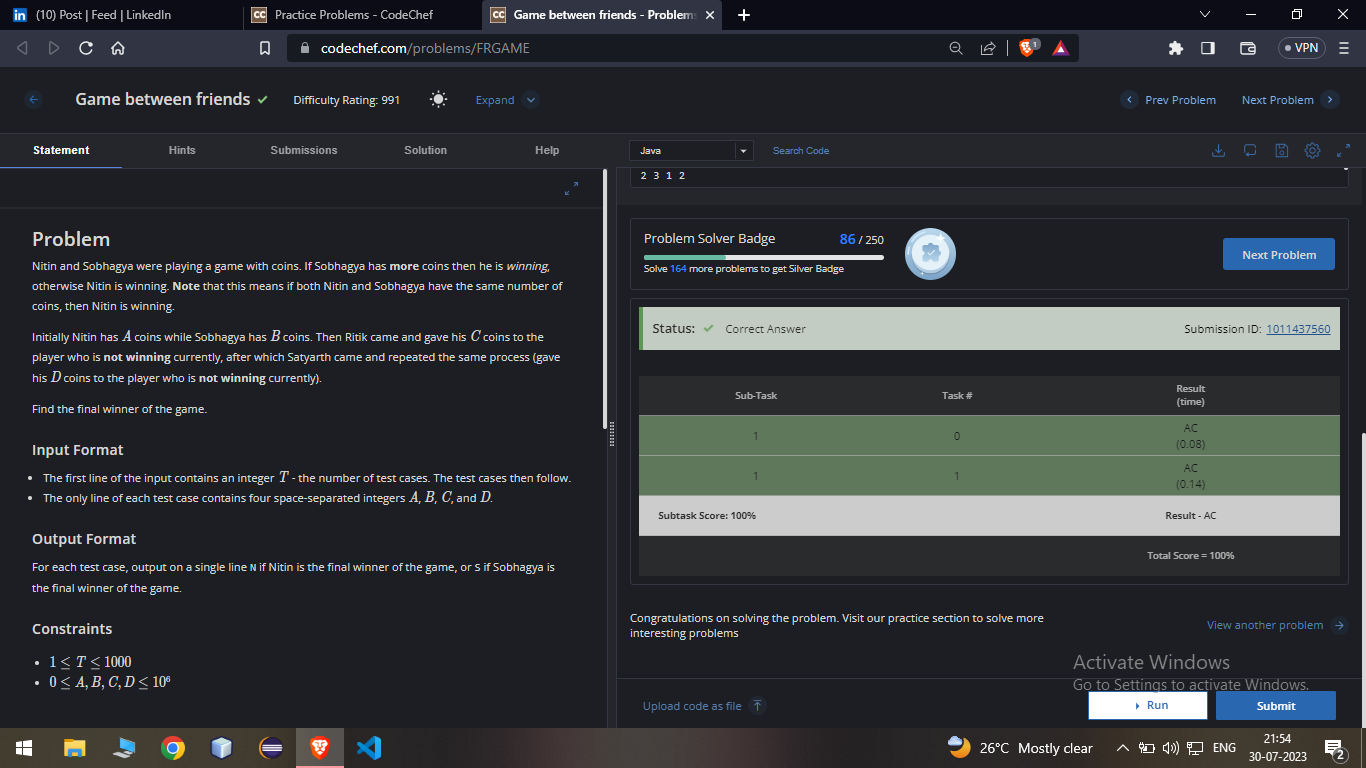 (10) Post | Feed | LinkedIn
Practice Problems - CodeChef
Game between friends - Problem
codechef.com/problems/FRGAME
1
VPN
Game between friends
Difficulty Rating: 991
Expand
Prev Problem
Next Problem
Statement
Hints
Submissions
Solution
Help
Java
Search Code
2 3 1 2
Problem
Nitin and Sobhagya were playing a game with coins. If Sobhagya has more coins then he is winning,
otherwise Nitin is winning. Note that this means if both Nitin and Sobhagya have the same number of
coins, then Nitin is winning.
Initially Nitin has A coins while Sobhagya has B coins. Then Ritik came and gave his C coins to the
player who is not winning currently, after which Satyarth came and repeated the same process (gave
his D coins to the player who is not winning currently).
Find the final winner of the game.
Input Format
• The first line of the input contains an integer T - the number of test cases. The test cases then follow.
• The only line of each test case contains four space-separated integers A, B, C, and D.
Output Format
For each test case, output on a single line N if Nitin is the final winner of the game, or S if Sobhagya is
the final winner of the game.
Constraints
• 1 ≤ T ≤ 1000
• 0 ≤ A, B, C, D ≤ 10⁶
Problem Solver Badge
86 / 250
Solve 164 more problems to get Silver Badge
Next Problem
Status: ✓ Correct Answer
Submission ID: 1011437560
Sub-Task
Task #
Result
(time)
1
0
AC
(0.08)
1
1
AC
(0.14)
Subtask Score: 100%
Result - AC
Total Score = 100%
Congratulations on solving the problem. Visit our practice section to solve more
interesting problems
View another problem
Activate Windows
Go to Settings to activate Windows.
Upload code as file
Run
Submit
26°C Mostly clear
ENG
21:54
30-07-2023
2